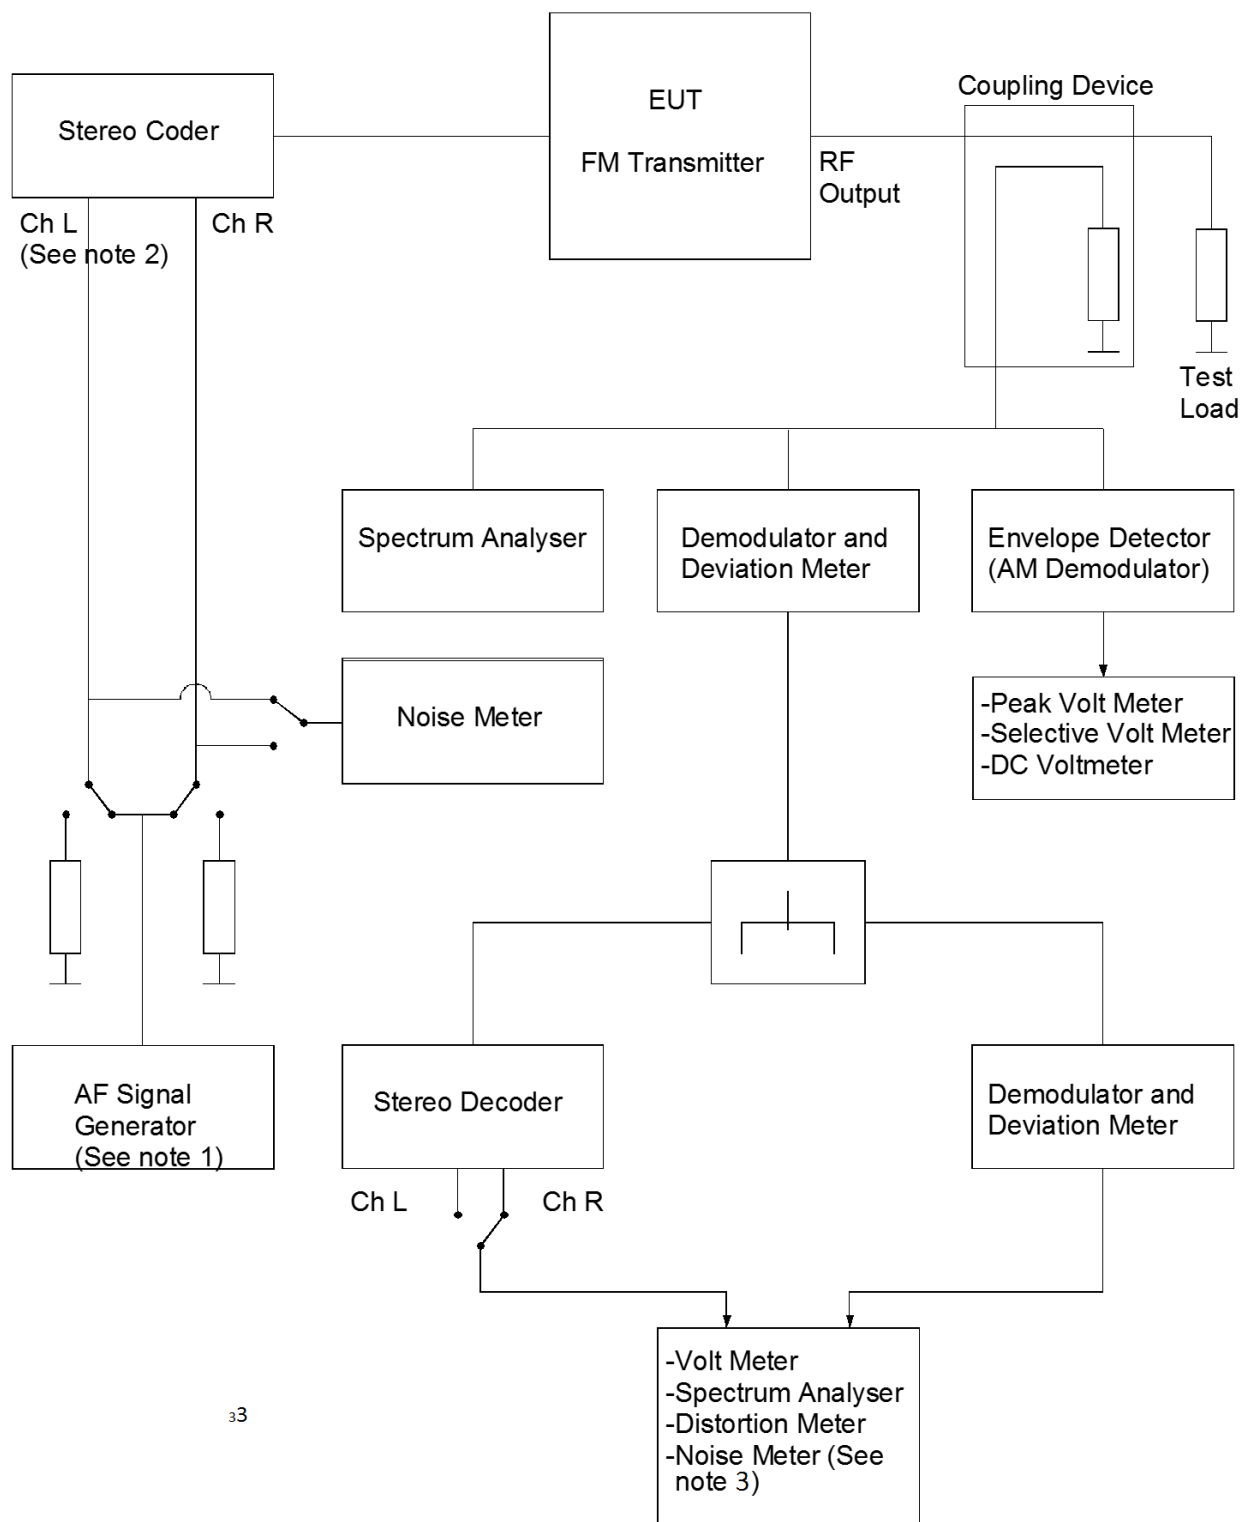 EUT
FM Transmitter
Coupling Device
Stereo Coder
RF
Output
Ch L
(See note 2)
Ch R
Test
Load
Spectrum Analyser
Demodulator and
Deviation Meter
Envelope Detector
(AM Demodulator)
Noise Meter
-Peak Volt Meter
-Selective Volt Meter
-DC Voltmeter
AF Signal
Generator
(See note 1)
Stereo Decoder
Demodulator and
Deviation Meter
Ch L
Ch R
-Volt Meter
-Spectrum Analyser
-Distortion Meter
-Noise Meter (See
note 3)
33